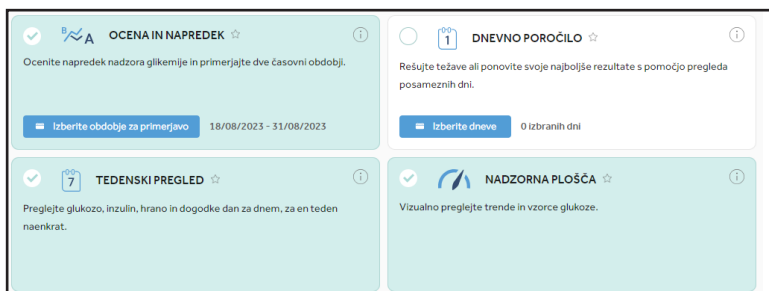 B
A
OCENA IN NAPREDEK
Ocenite napredek nadzora glikemije in primerjajte dve časovni obdobji.
Izberite obdobje za primerjavo 18/08/2023 - 31/08/2023
1
DNEVNO POROČILO
Rešujte težave ali ponovite svoje najboljše rezultate s pomočjo pregleda
posameznih dni.
Izberite dneve 0 izbranih dni
7
TEDENSKI PREGLED
Preglejte glukozo, inzulin, hrano in dogodke dan za dnem, za en teden
naenkrat.
NADZORNA PLOŠČA
Vizualno preglejte trende in vzorce glukoze.